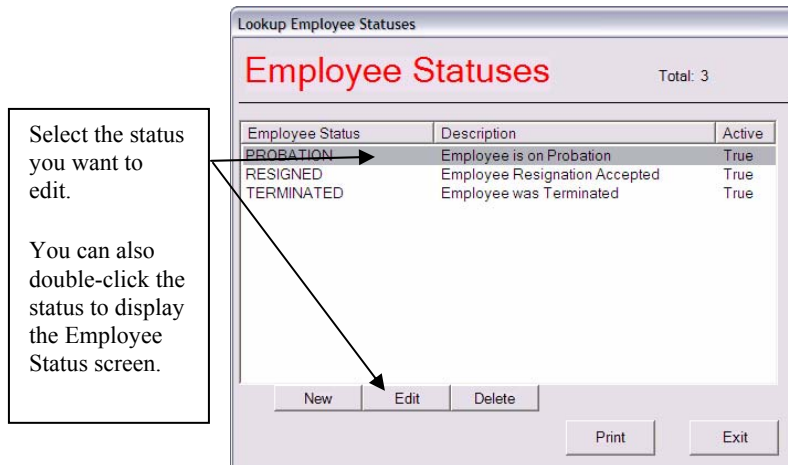 Lookup Employee Statuses
Employee Statuses
Total: 3
Select the status
you want to
edit.
You can also
double-click the
status to display
the Employee
Status screen.
Employee Status Description Active
PROBATION Employee is on Probation True
RESIGNED Employee Resignation Accepted True
TERMINATED Employee was Terminated True
New Edit Delete
Print Exit